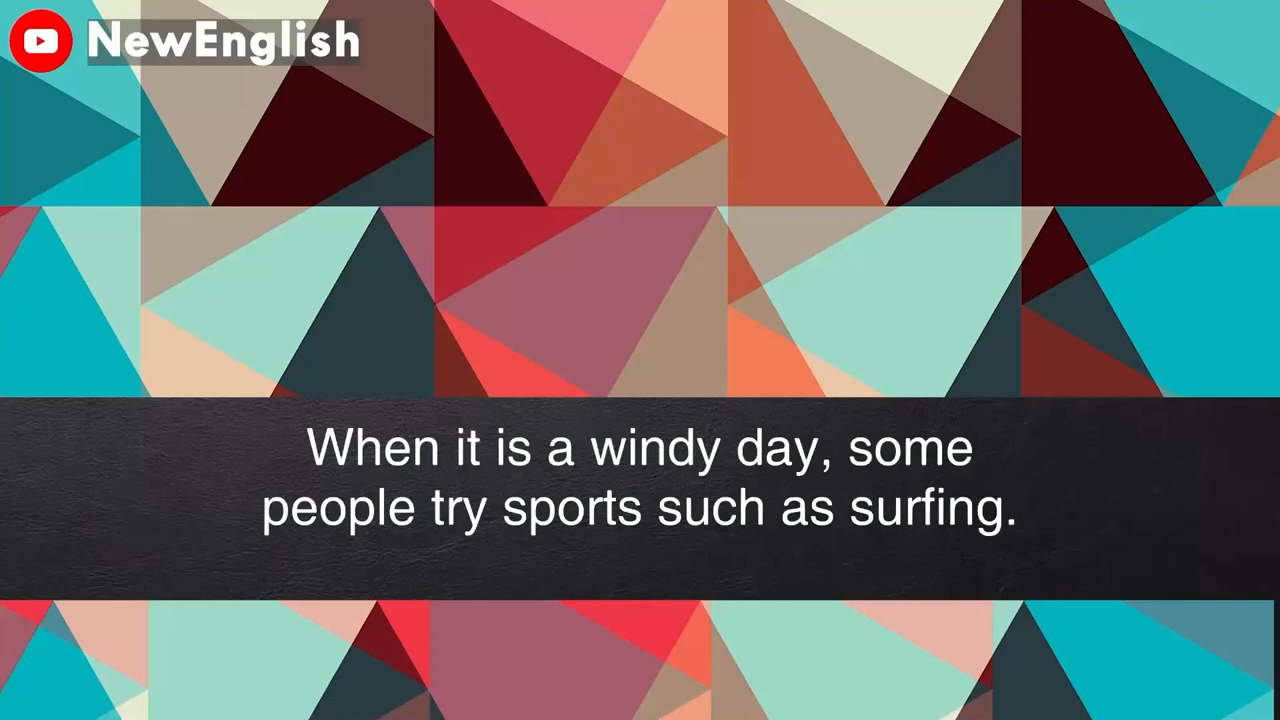 NewEnglish
When it is a windy day, some
people try sports such as surfing.